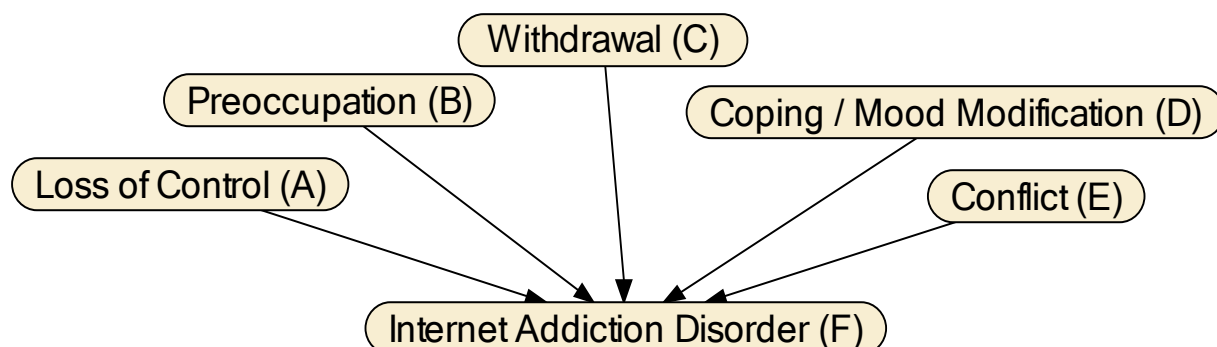 Withdrawal (C)
Preoccupation (B)
Coping / Mood Modification (D)
Loss of Control (A)
Conflict (E)
Internet Addiction Disorder (F)